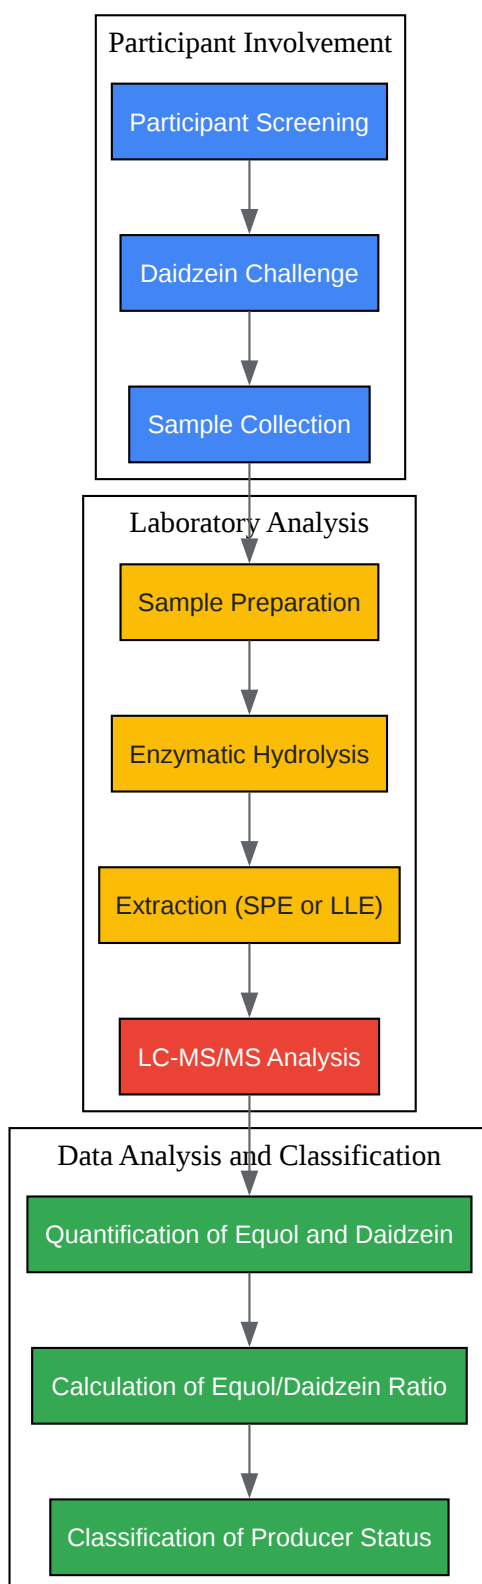 Participant Involvement
Participant Screening
Daidzein Challenge
Sample Collection
Laboratory Analysis
Sample Preparation
Enzymatic Hydrolysis
Extraction (SPE or LLE)
LC-MS/MS Analysis
Data Analysis and Classification
Quantification of Equol and Daidzein
Calculation of Equol/Daidzein Ratio
Classification of Producer Status